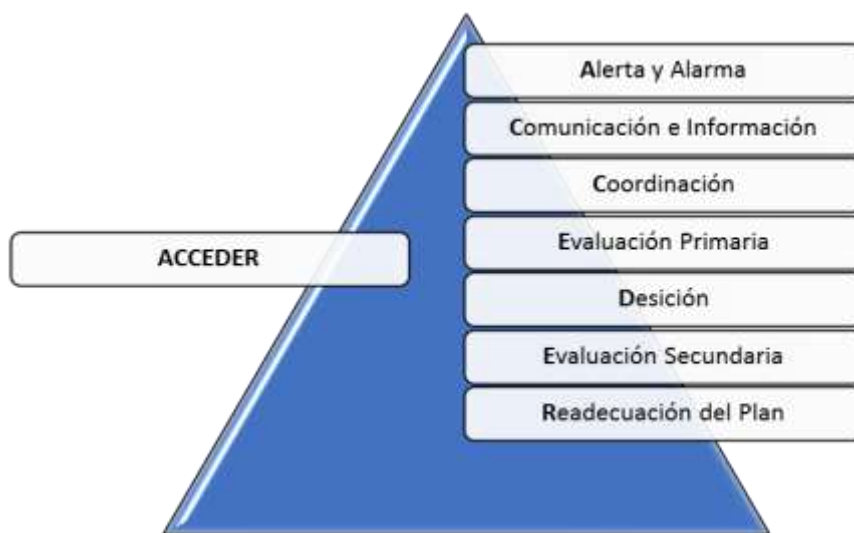 Alerta y Alarma
Comunicación e Información
Coordinación
ACCEDER
Evaluación Primaria
Desición
Evaluación Secundaria
Readecuación del Plan